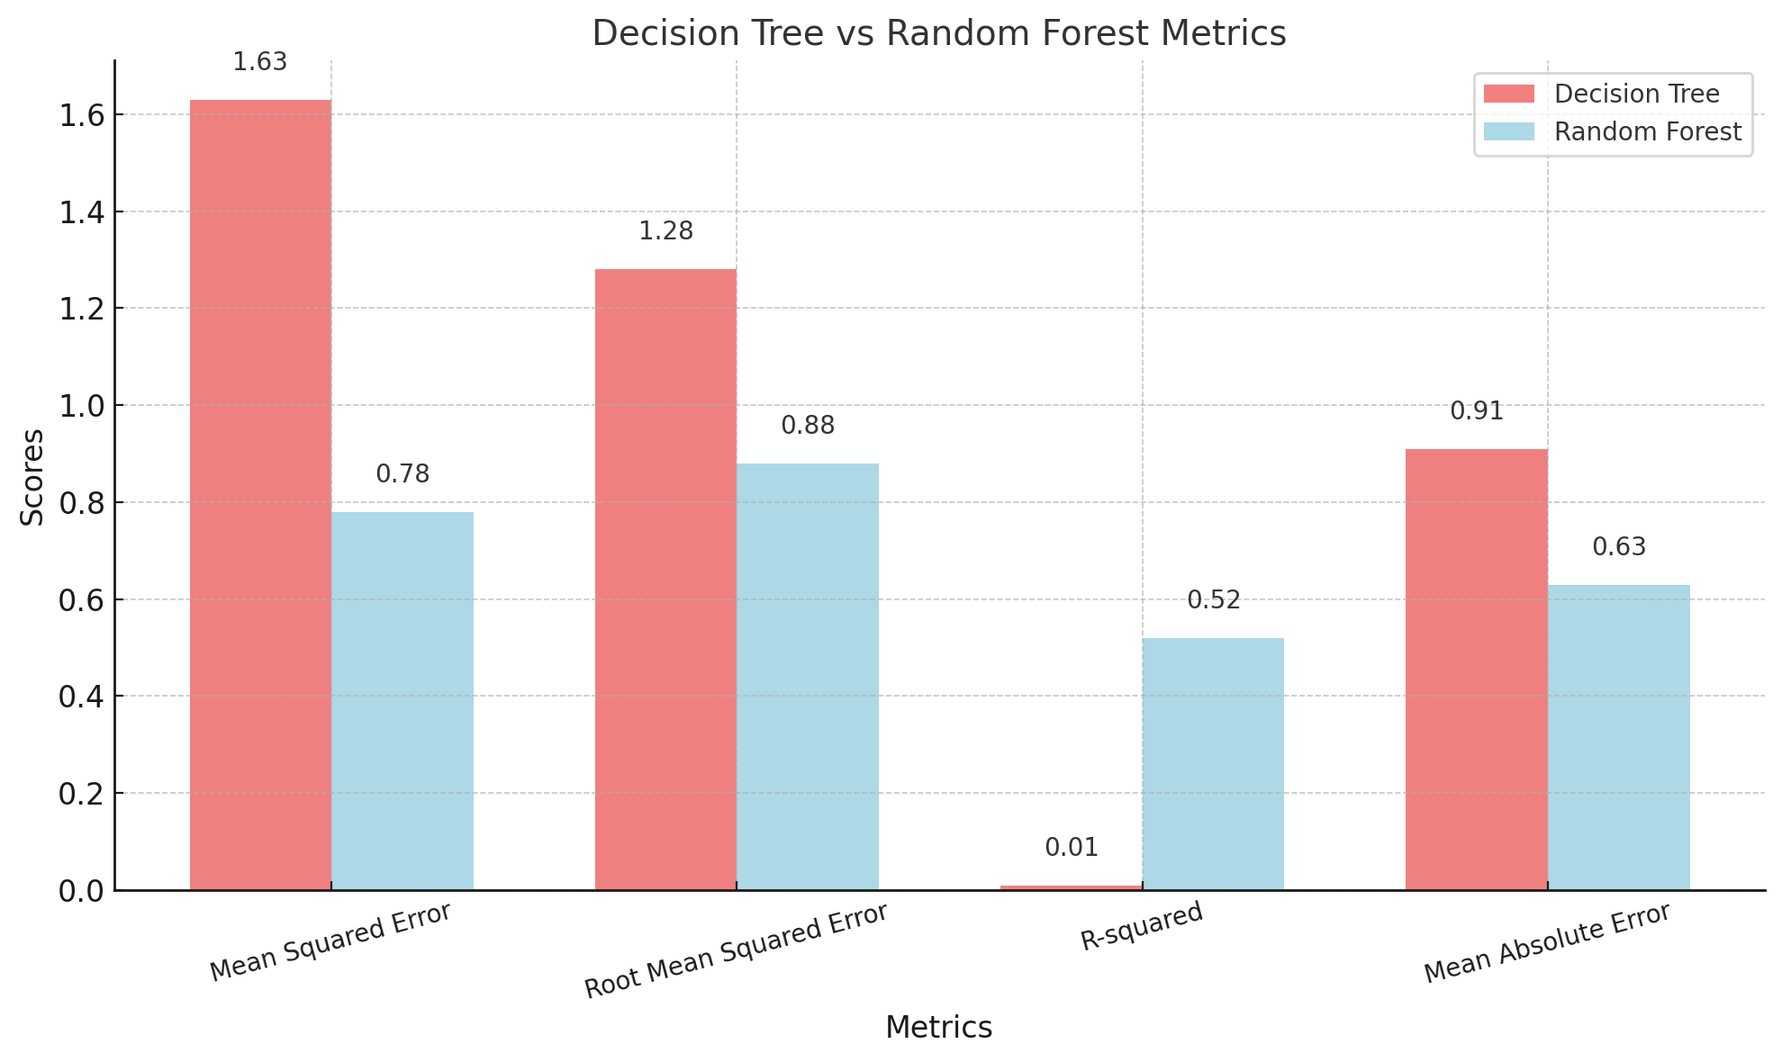 Decision Tree vs Random Forest Metrics
Decision Tree
Random Forest
Scores
1.6
1.4
1.2
1.0
0.8
0.6
0.4
0.2
0.0
1.63
0.78
1.28
0.88
0.01
0.52
0.91
0.63
Mean Squared Error
Root Mean Squared Error
R-squared
Mean Absolute Error
Metrics